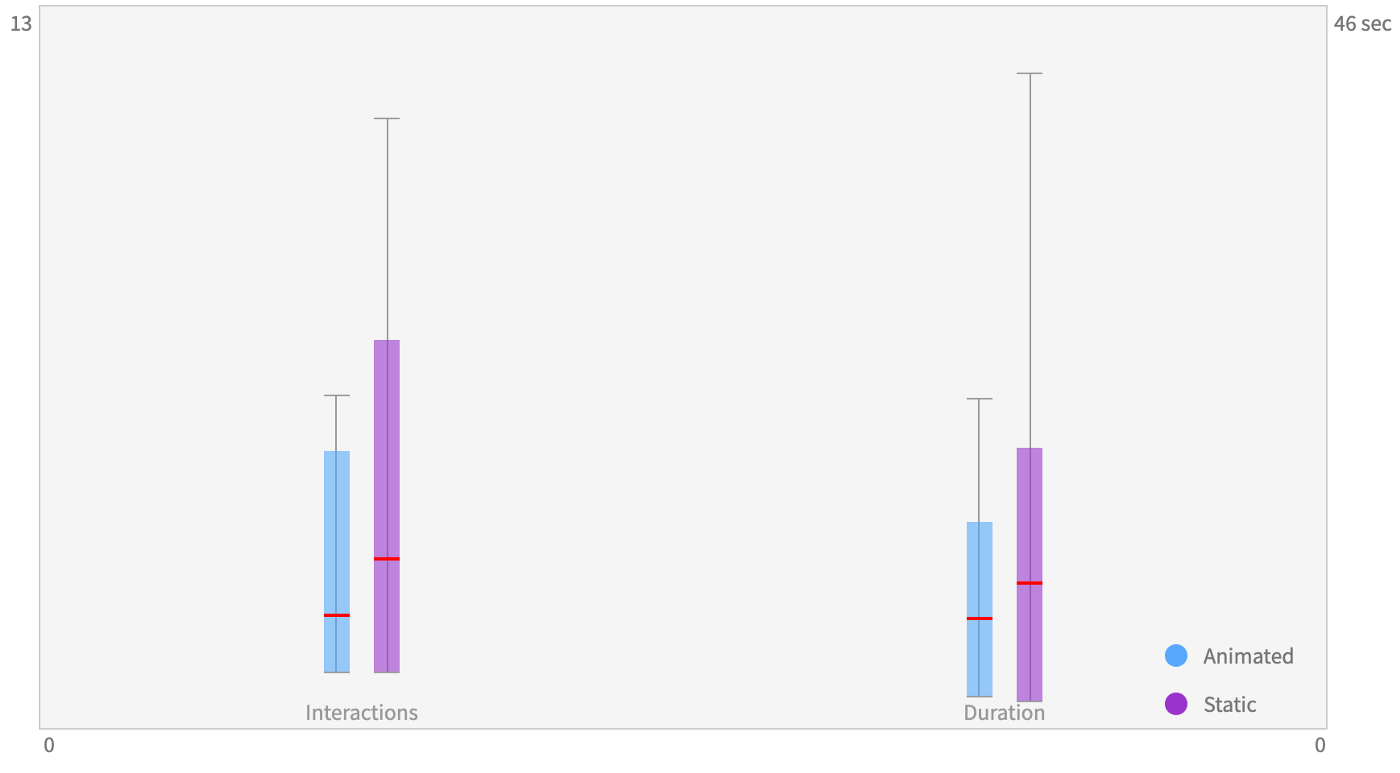 13
46 sec
Animated
Static
Interactions
Duration
0
0